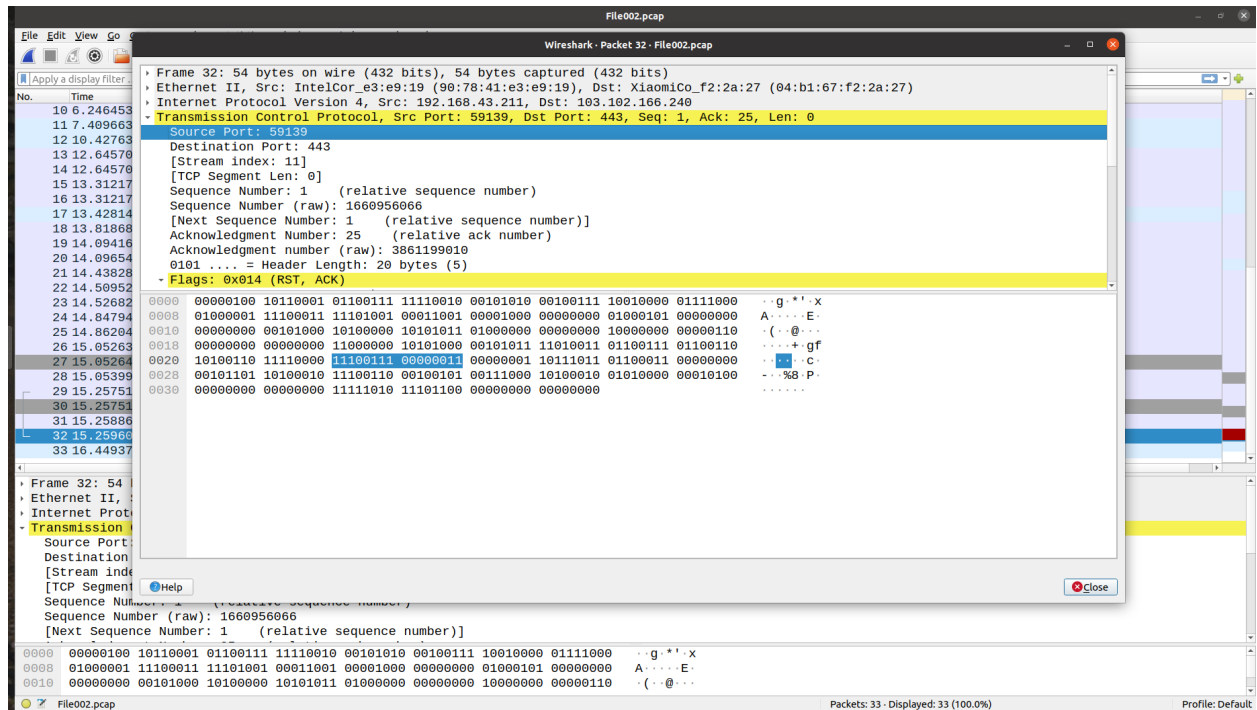 File002.pcap
File Edit View Go
Wireshark · Packet 32 · File002.pcap
Apply a display filter
No. Time
Frame 32: 54 bytes on wire (432 bits), 54 bytes captured (432 bits)
Ethernet II, Src: IntelCor_e3:e9:19 (90:78:41:e3:e9:19), Dst: XiaomiCo_f2:2a:27 (04:b1:67:f2:2a:27)
Internet Protocol Version 4, Src: 192.168.43.211, Dst: 103.102.166.240
Transmission Control Protocol, Src Port: 59139, Dst Port: 443, Seq: 1, Ack: 25, Len: 0
Source Port: 59139
Destination Port: 443
[Stream index: 11]
[TCP Segment Len: 0]
Sequence Number: 1 (relative sequence number)
Sequence Number (raw): 1660956066
[Next Sequence Number: 1 (relative sequence number)]
Acknowledgment Number: 25 (relative ack number)
Acknowledgment number (raw): 3861199010
0101 .... = Header Length: 20 bytes (5)
Flags: 0x014 (RST, ACK)
0000 00000100 10110001 01100111 11110010 00101010 00100111 10010000 01111000 ··g·*'·x
0008 01000001 11100011 11101001 00011001 00001000 00000000 01000101 00000000 A·····E·
0010 00000000 00101000 10100000 10101011 01000000 00000000 10000000 00000110 ·(··@···
0018 00000000 00000000 11000000 10101000 00101011 11010011 01100111 01100110 ····+·gf
0020 10100110 11110000 11100111 00000011 00000001 10111011 01100011 00000000 ······c·
0028 00101101 10100010 11100110 00100101 00111000 10100010 01010000 00010100 -··%8·P·
0030 00000000 00000000 11111010 11101100 00000000 00000000 ······
Help
Close
10 6.246453
11 7.409663
12 10.42763
13 12.64570
14 12.64570
15 13.31217
16 13.31217
17 13.42814
18 13.81868
19 14.09416
20 14.09654
21 14.43828
22 14.50952
23 14.52682
24 14.84794
25 14.86204
26 15.05263
27 15.05264
28 15.05399
29 15.25751
30 15.25751
31 15.25886
32 15.25960
33 16.44937
Frame 32: 54
Ethernet II,
Internet Prot
Transmission
Source Port:
Destination
[Stream inde
[TCP Segment
Sequence Number: 1 (relative sequence number)
Sequence Number (raw): 1660956066
[Next Sequence Number: 1 (relative sequence number)]
0000 00000100 10110001 01100111 11110010 00101010 00100111 10010000 01111000 ··g·*'·x
0008 01000001 11100011 11101001 00011001 00001000 00000000 01000101 00000000 A·····E·
0010 00000000 00101000 10100000 10101011 01000000 00000000 10000000 00000110 ·(··@···
File002.pcap
Packets: 33 · Displayed: 33 (100.0%)
Profile: Default